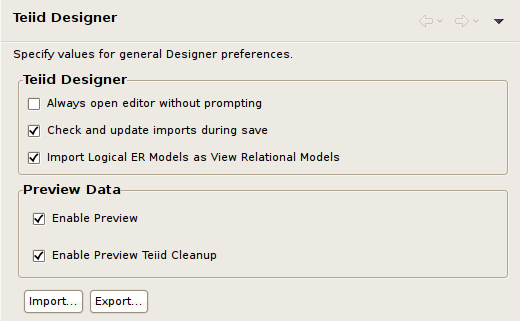 Teiid Designer
Specify values for general Designer preferences.
Teiid Designer
Always open editor without prompting
Check and update imports during save
Import Logical ER Models as View Relational Models
Preview Data
Enable Preview
Enable Preview Teiid Cleanup
Import... Export...